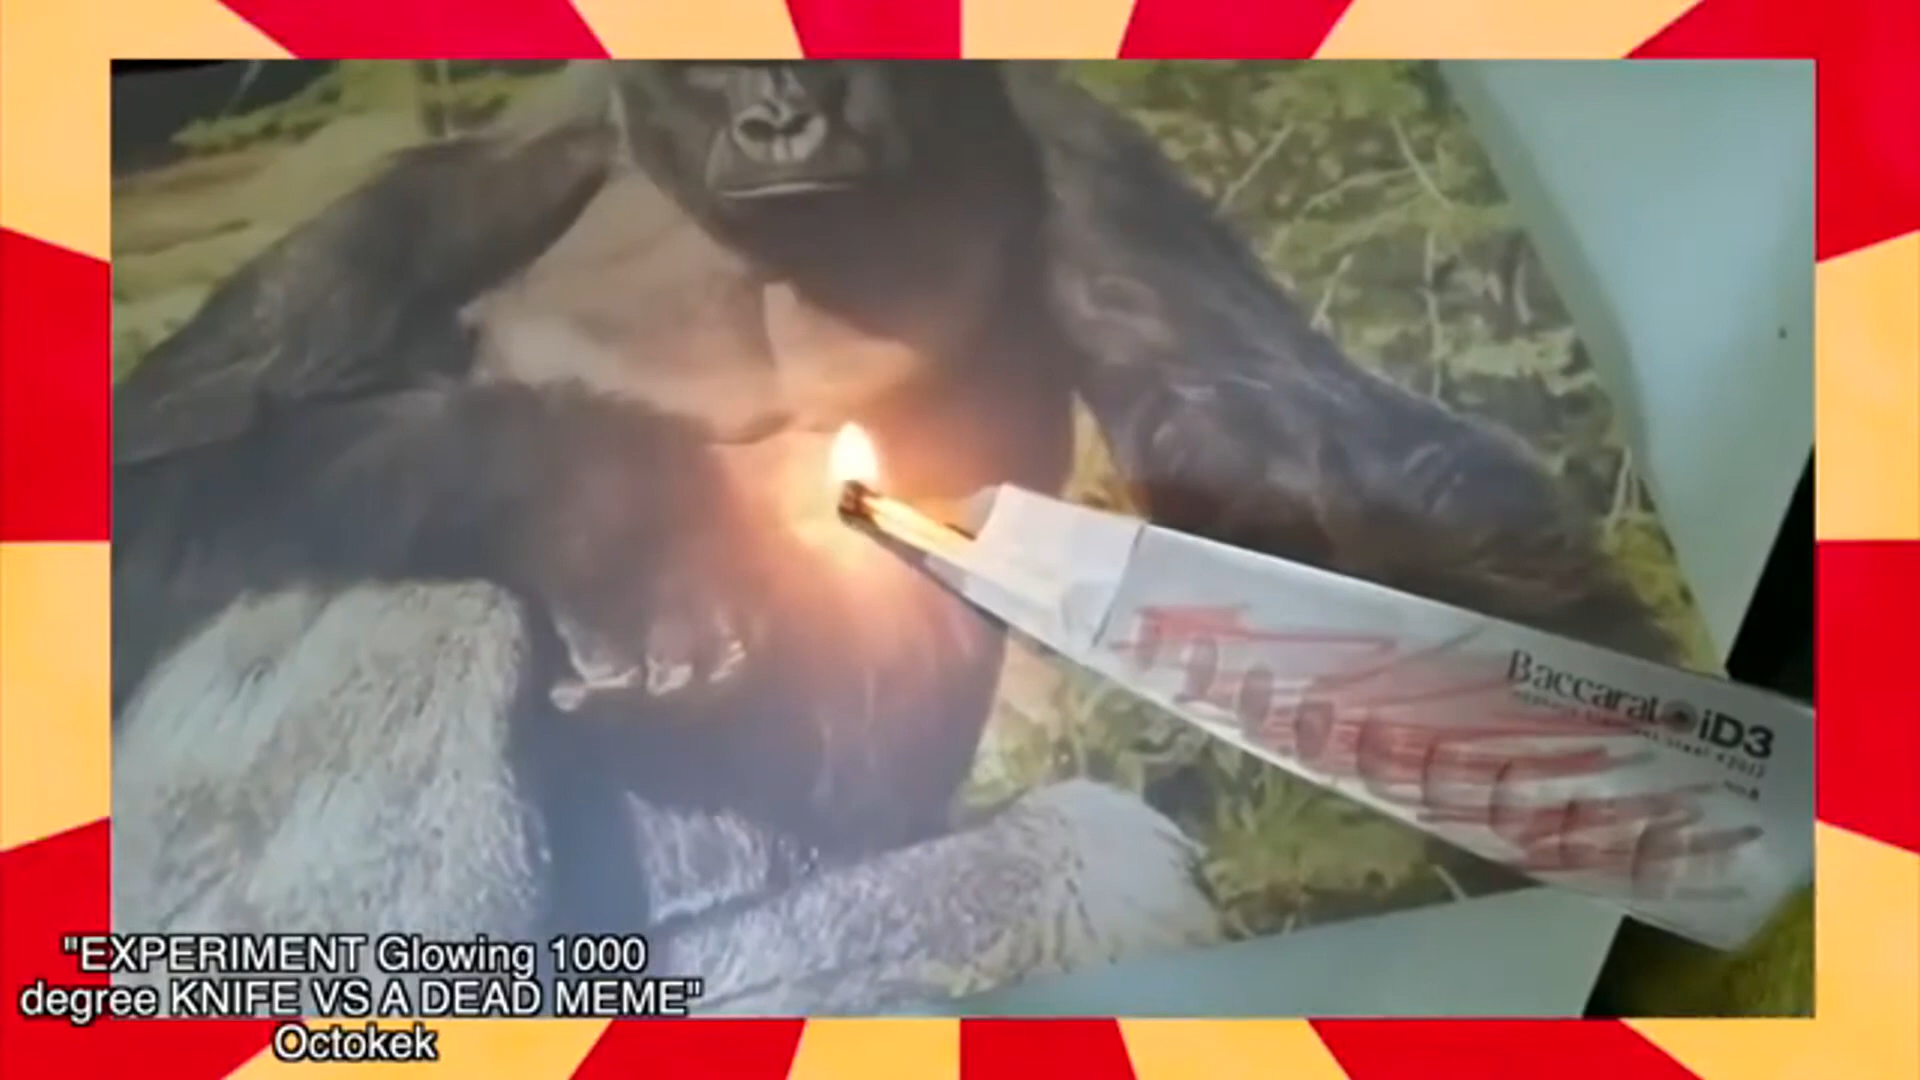 Baccarat iD3
"EXPERIMENT Glowing 1000
degree KNIFE VS A DEAD MEME"
Octokek